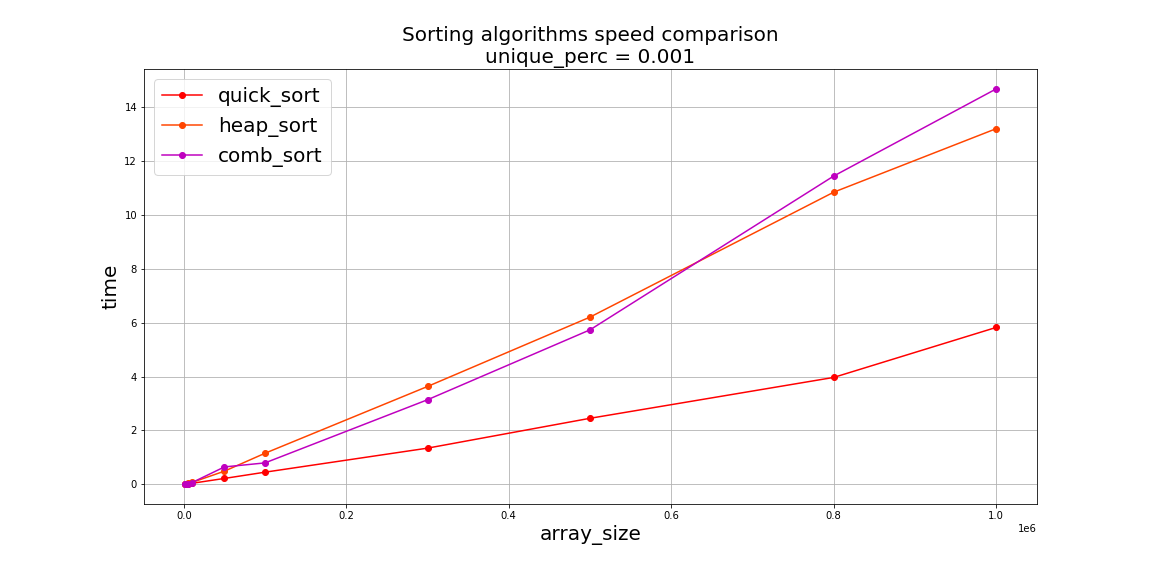 Sorting algorithms speed comparison
unique_perc = 0.001
quick_sort
heap_sort
comb_sort
time
14
12
10
8
6
4
2
0
0.0 0.2 0.4 0.6 0.8 1.0
1e6
array_size